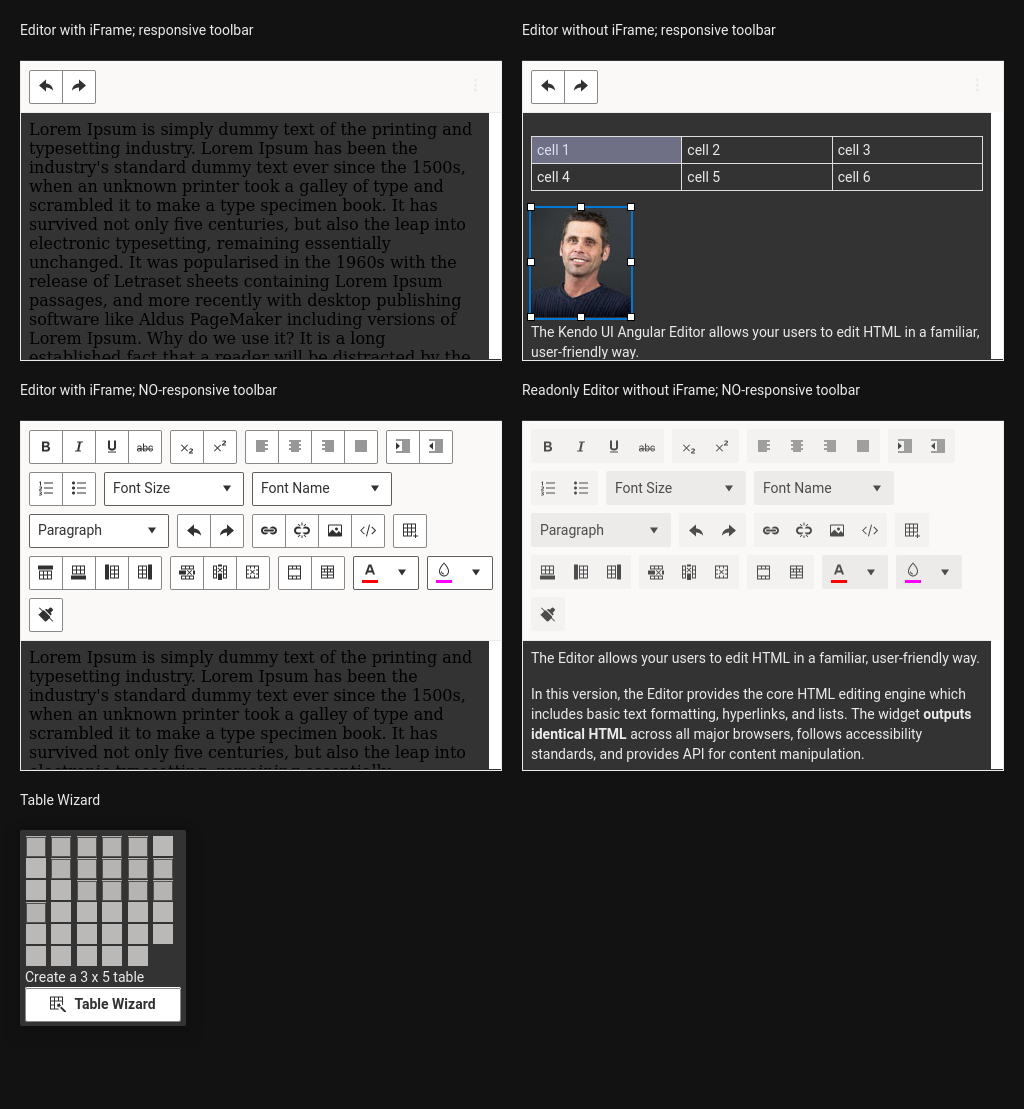 Editor with iFrame; responsive toolbar
Lorem Ipsum is simply dummy text of the printing and
typesetting industry. Lorem Ipsum has been the
industry's standard dummy text ever since the 1500s,
when an unknown printer took a galley of type and
scrambled it to make a type specimen book. It has
survived not only five centuries, but also the leap into
electronic typesetting, remaining essentially
unchanged. It was popularised in the 1960s with the
release of Letraset sheets containing Lorem Ipsum
passages, and more recently with desktop publishing
software like Aldus PageMaker including versions of
Lorem Ipsum. Why do we use it? It is a long
established fact that a reader will be distracted by the
Editor without iFrame; responsive toolbar
cell 1 cell 2 cell 3
cell 4 cell 5 cell 6
The Kendo UI Angular Editor allows your users to edit HTML in a familiar,
user-friendly way.
Editor with iFrame; NO-responsive toolbar
B I U abc X₂ X²
Font Size Font Name
Paragraph </>
A
Lorem Ipsum is simply dummy text of the printing and
typesetting industry. Lorem Ipsum has been the
industry's standard dummy text ever since the 1500s,
when an unknown printer took a galley of type and
scrambled it to make a type specimen book. It has
survived not only five centuries, but also the leap into
electronic typesetting, remaining essentially
Readonly Editor without iFrame; NO-responsive toolbar
B I U abc X₂ X²
Font Size Font Name
Paragraph </>
A
The Editor allows your users to edit HTML in a familiar, user-friendly way.
In this version, the Editor provides the core HTML editing engine which
includes basic text formatting, hyperlinks, and lists. The widget outputs
identical HTML across all major browsers, follows accessibility
standards, and provides API for content manipulation.
Table Wizard
Create a 3 x 5 table
Table Wizard